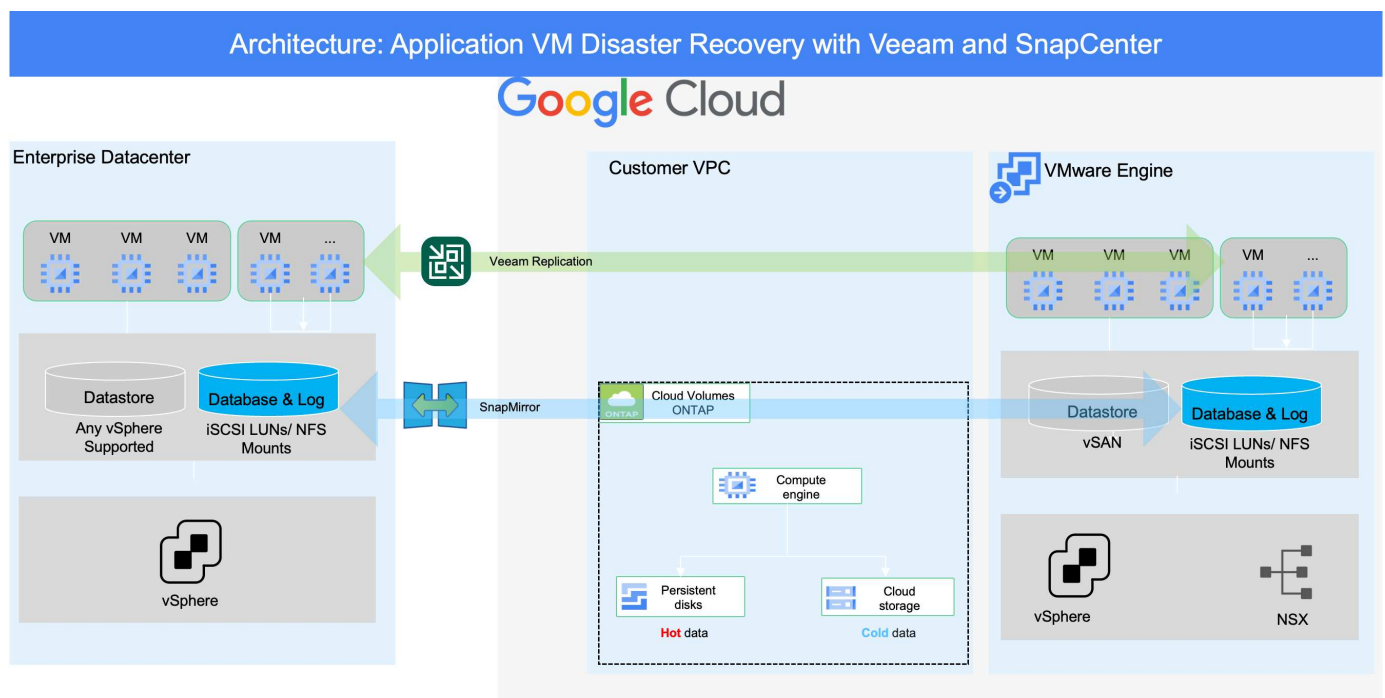 Architecture: Application VM Disaster Recovery with Veeam and SnapCenter
Google Cloud
Enterprise Datacenter
VM
VM
VM
VM
...
Datastore
Any vSphere
Supported
Database & Log
iSCSI LUNs/ NFS
Mounts
vSphere
Veeam Replication
SnapMirror
Customer VPC
ONTAP
Cloud Volumes
ONTAP
Compute
engine
Persistent
disks
Hot data
Cloud
storage
Cold data
VMware Engine
VM
VM
VM
VM
...
Datastore
vSAN
Database & Log
iSCSI LUNs/ NFS
Mounts
vSphere
NSX